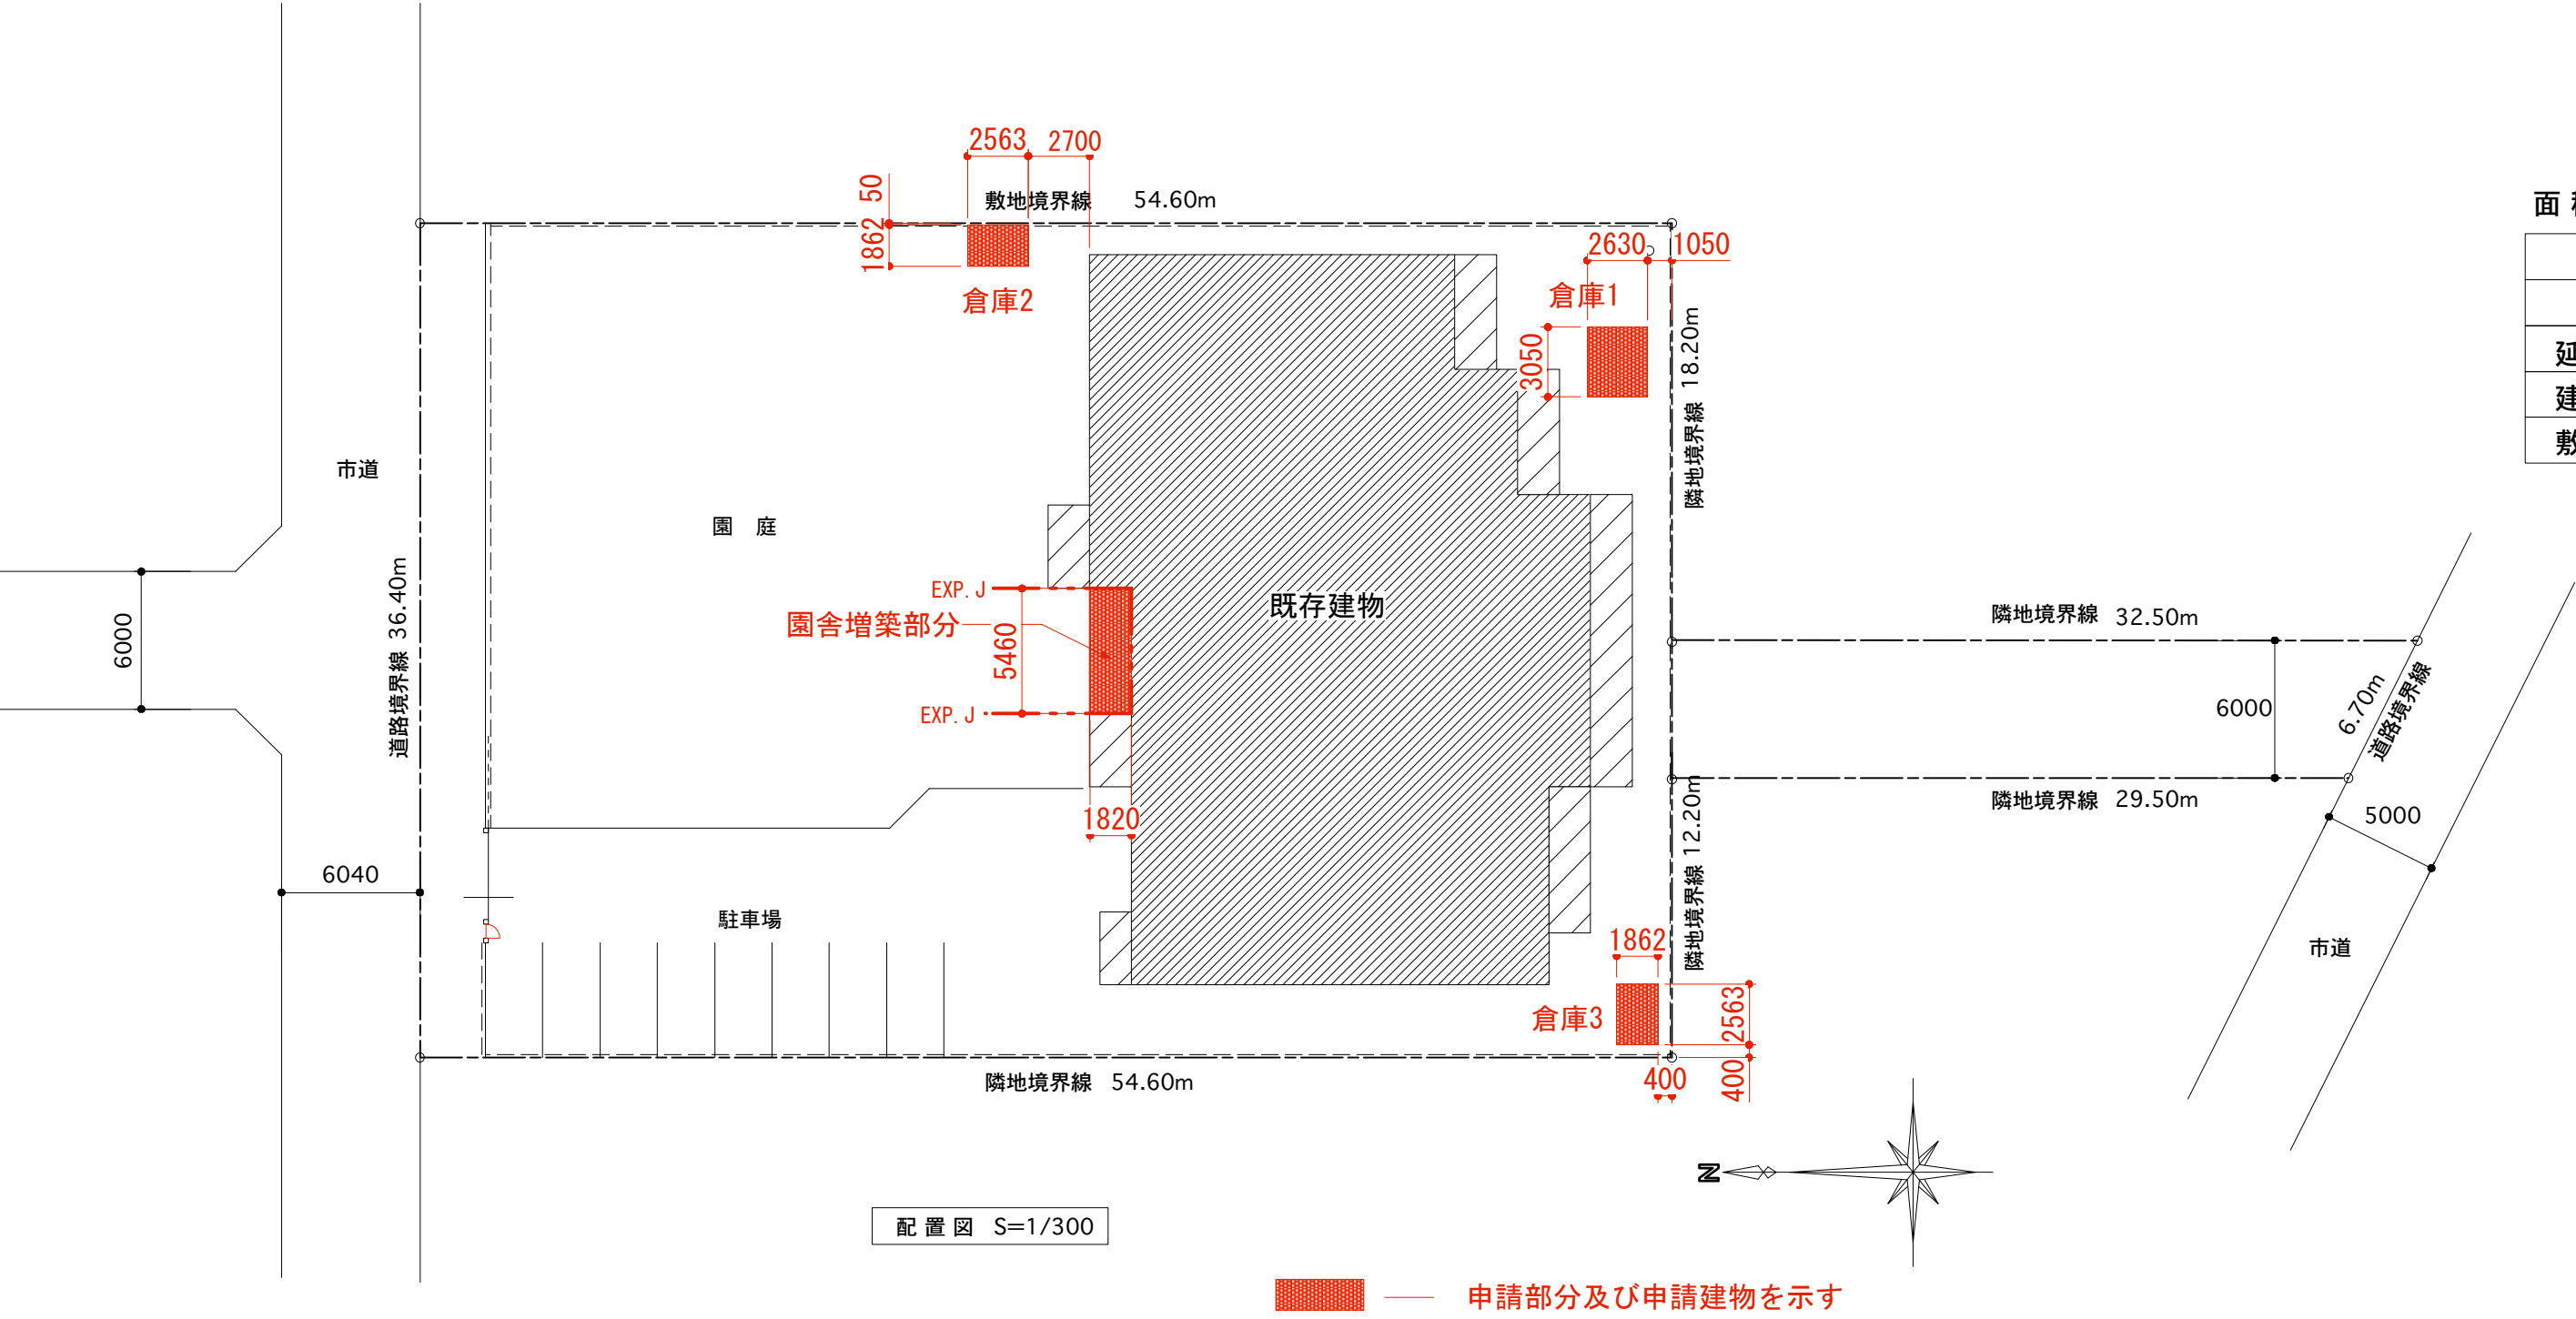 2563 2700
50
1862
敷地境界線 54.60m
倉庫2
2630 1050
倉庫1
3050
隣地境界線 18.20m
面
延
建
敷
市道
園 庭
道路境界線 36.40m
6000
EXP. J
園舎増築部分
5460
EXP. J
既存建物
1820
隣地境界線 32.50m
6000
6.70m
道路境界線
隣地境界線 29.50m
5000
市道
隣地境界線 12.20m
6040
駐車場
1862
倉庫3
2563
400
400
隣地境界線 54.60m
N
配置図 S=1/300
申請部分及び申請建物を示す